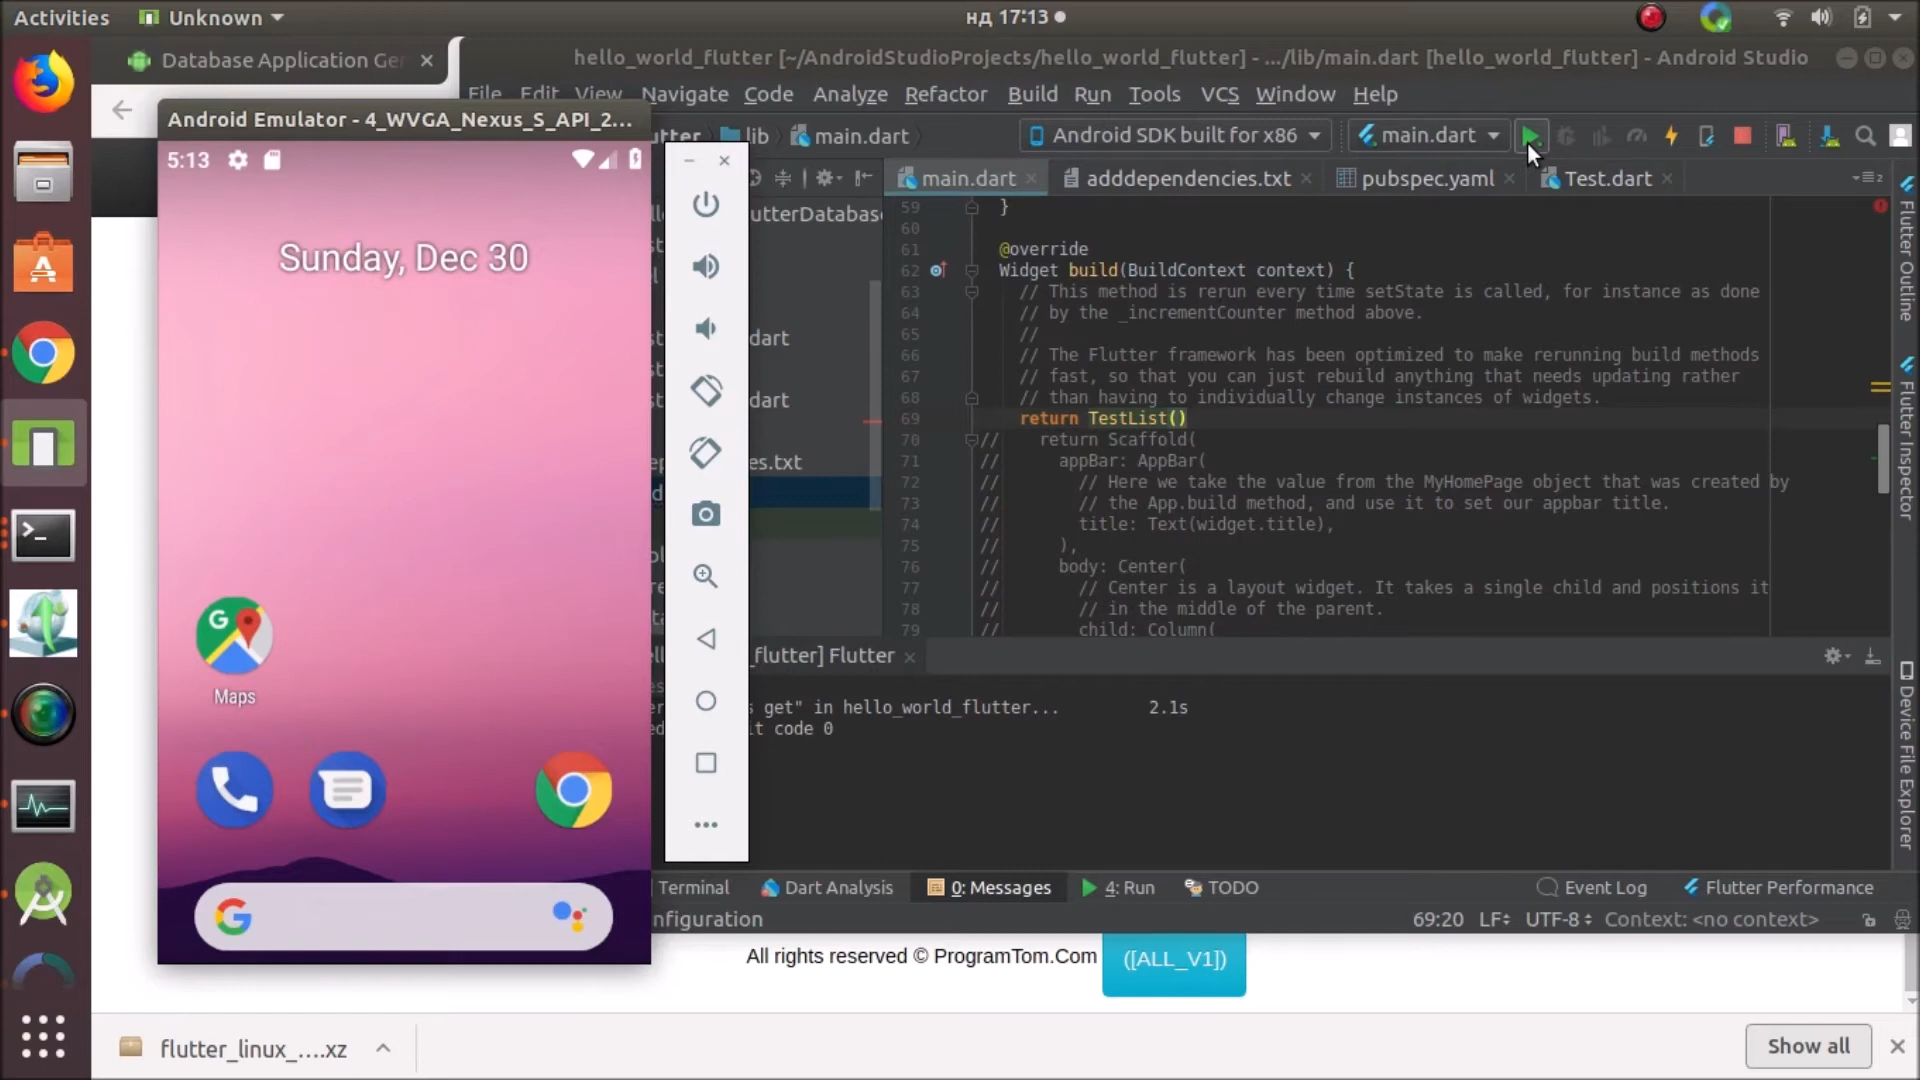 Activities
Unknown
нд 17:13
Database Application Ge
hello_world_flutter [~/AndroidStudioProjects/hello_world_flutter] - .../lib/main.dart [hello_world_flutter] - Android Studio
File Edit View Navigate Code Analyze Refactor Build Run Tools VCS Window Help
Android Emulator - 4_WVGA_Nexus_S_API_2...
utter lib main.dart
Android SDK built for x86
main.dart
5:13
main.dart
adddependencies.txt
pubspec.yaml
Test.dart
utterDatabase
dart
dart
es.txt
Sunday, Dec 30
59 }
60
61 @override
62 Widget build(BuildContext context) {
63 // This method is rerun every time setState is called, for instance as done
64 // by the _incrementCounter method above.
65 //
66 // The Flutter framework has been optimized to make rerunning build methods
67 // fast, so that you can just rebuild anything that needs updating rather
68 // than having to individually change instances of widgets.
69 return TestList()
70 // return Scaffold(
71 // appBar: AppBar(
72 // // Here we take the value from the MyHomePage object that was created by
73 // // the App.build method, and use it to set our appbar title.
74 // title: Text(widget.title),
75 // ),
76 // body: Center(
77 // // Center is a layout widget. It takes a single child and positions it
78 // // in the middle of the parent.
79 // child: Column(
Flutter Outline
Flutter Inspector
Device File Explorer
Maps
_flutter] Flutter
s get" in hello_world_flutter... 2.1s
it code 0
Terminal
Dart Analysis
0: Messages
4: Run
TODO
Event Log
Flutter Performance
nfiguration
69:20 LF UTF-8 Context: <no context>
All rights reserved © ProgramTom.Com
([ALL_V1])
flutter_linux_....xz
Show all